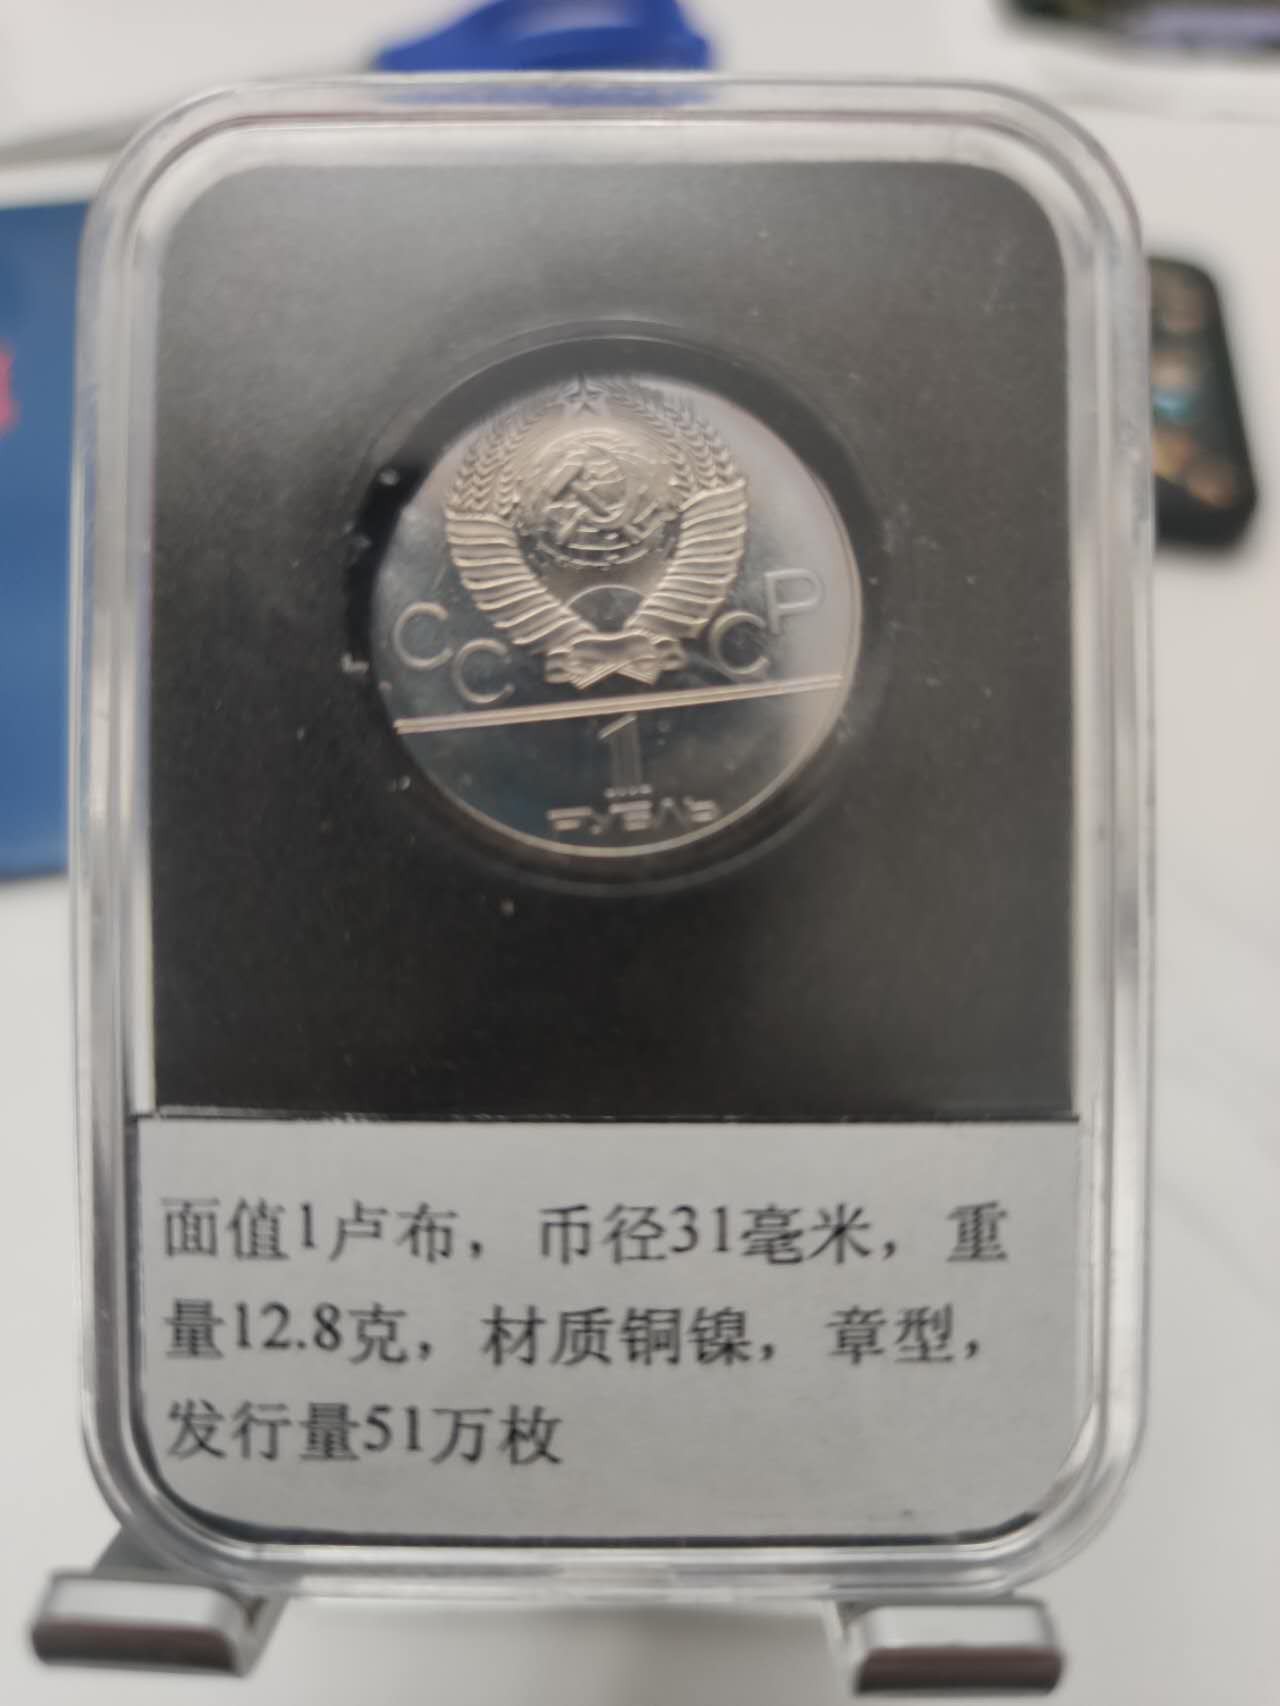 СССР
1
РУБЛЬ
面值1卢布，币径31毫米，重
量12.8克，材质铜镍，章型，
发行量51万枚